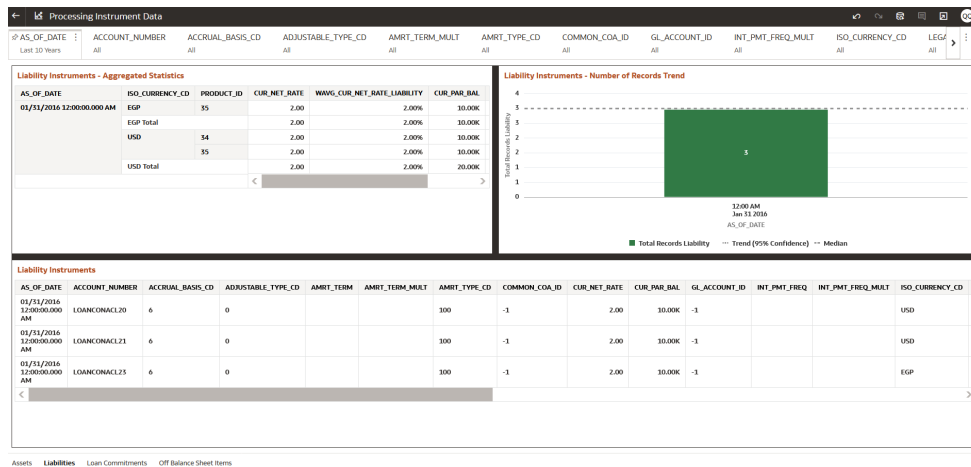 Processing Instrument Data
AS_OF_DATE ACCOUNT_NUMBER ACCRUAL_BASIS_CD ADJUSTABLE_TYPE_CD AMRT_TERM_MULT AMRT_TYPE_CD COMMON_COA_ID GL_ACCOUNT_ID INT_PMT_FREQ_MULT ISO_CURRENCY_CD LEGA
Last 10 Years All All All All All All All All All All
Liability Instruments - Aggregated Statistics
AS_OF_DATE ISO_CURRENCY_CD PRODUCT_ID CUR_NET_RATE WAVG_CUR_NET_RATE_LIABILITY CUR_PAR_BAL
01/31/2016 12:00:00.000 AM EGP 35 2.00 2.00% 10.00K
EGP Total 2.00 2.00% 10.00K
USD 34 2.00 2.00% 10.00K
35 2.00 2.00% 10.00K
USD Total 2.00 2.00% 20.00K
Liability Instruments - Number of Records Trend
Total Records Liability
4
3
3
2
2
1
1
0
3
12:00 AM
Jan 31 2016
AS_OF_DATE
Total Records Liability Trend (95% Confidence) Median
Liability Instruments
AS_OF_DATE ACCOUNT_NUMBER ACCRUAL_BASIS_CD ADJUSTABLE_TYPE_CD AMRT_TERM AMRT_TERM_MULT AMRT_TYPE_CD COMMON_COA_ID CUR_NET_RATE CUR_PAR_BAL GL_ACCOUNT_ID INT_PMT_FREQ INT_PMT_FREQ_MULT ISO_CURRENCY_CD
01/31/2016
12:00:00.000 LOANCONACL20 6 0 100 -1 2.00 10.00K -1 USD
AM
01/31/2016
12:00:00.000 LOANCONACL21 6 0 100 -1 2.00 10.00K -1 USD
AM
01/31/2016
12:00:00.000 LOANCONACL23 6 0 100 -1 2.00 10.00K -1 EGP
AM
Assets Liabilities Loan Commitments Off Balance Sheet Items